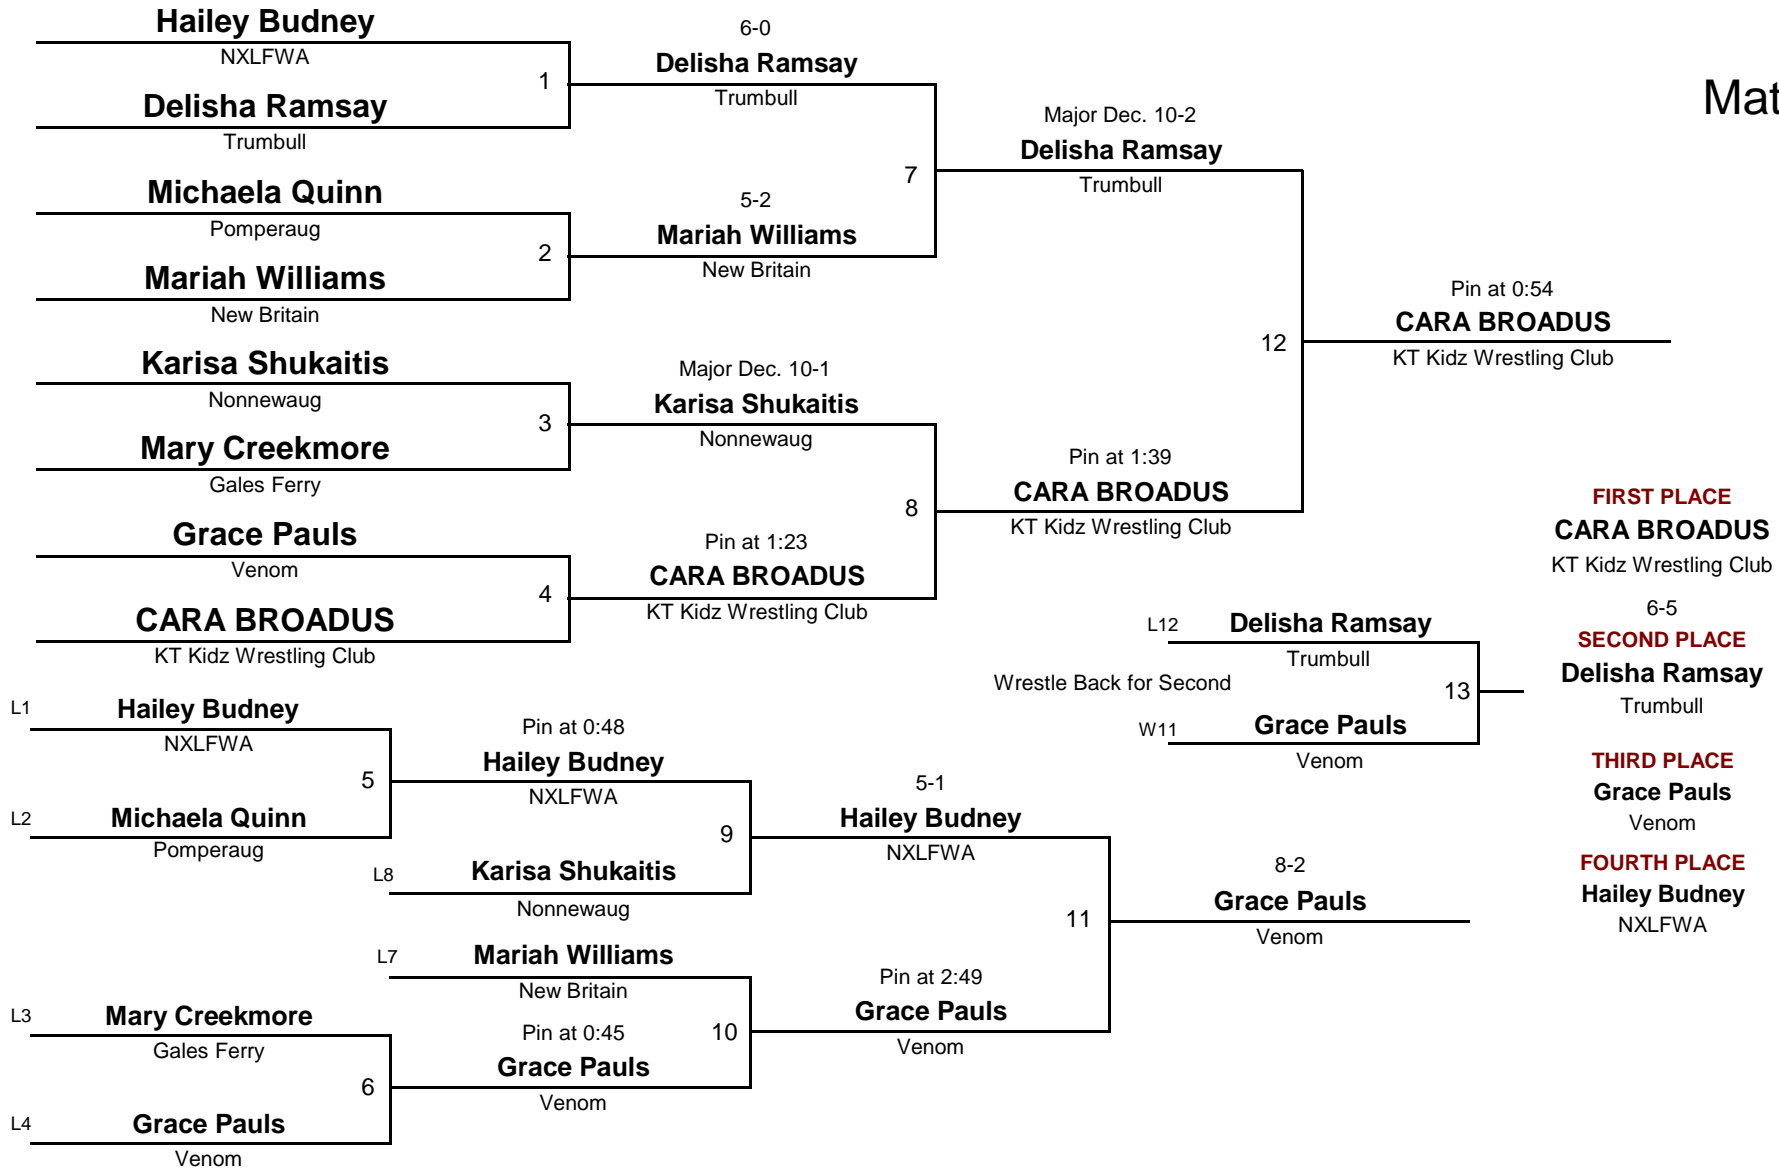 Hailey Budney
NXLFWA
1
Delisha Ramsay
Trumbull
Michaela Quinn
Pomperaug
2
Mariah Williams
New Britain
Karisa Shukaitis
Nonnewaug
3
Mary Creekmore
Gales Ferry
Grace Pauls
Venom
4
CARA BROADUS
KT Kidz Wrestling Club
6-0
Delisha Ramsay
Trumbull
7
5-2
Mariah Williams
New Britain
Major Dec. 10-1
Karisa Shukaitis
Nonnewaug
8
Pin at 1:23
CARA BROADUS
KT Kidz Wrestling Club
Major Dec. 10-2
Delisha Ramsay
Trumbull
12
Pin at 1:39
CARA BROADUS
KT Kidz Wrestling Club
Mat
Pin at 0:54
CARA BROADUS
KT Kidz Wrestling Club
L12 Delisha Ramsay
Trumbull
Wrestle Back for Second
13
W11 Grace Pauls
Venom
FIRST PLACE
CARA BROADUS
KT Kidz Wrestling Club
6-5
SECOND PLACE
Delisha Ramsay
Trumbull
THIRD PLACE
Grace Pauls
Venom
FOURTH PLACE
Hailey Budney
NXLFWA
L1 Hailey Budney
NXLFWA
5
L2 Michaela Quinn
Pomperaug
Pin at 0:48
Hailey Budney
NXLFWA
9
L8 Karisa Shukaitis
Nonnewaug
L7 Mariah Williams
New Britain
10
Pin at 0:45
Grace Pauls
Venom
L3 Mary Creekmore
Gales Ferry
6
L4 Grace Pauls
Venom
5-1
Hailey Budney
NXLFWA
11
Pin at 2:49
Grace Pauls
Venom
8-2
Grace Pauls
Venom